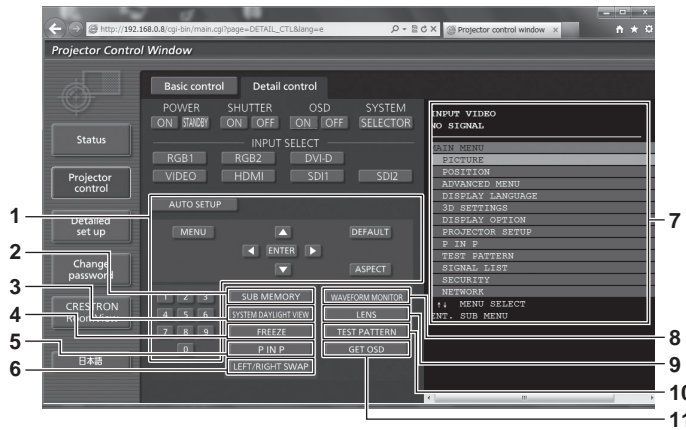 http://192.168.0.8/cgi-bin/main.cgi?page=DETAIL_CTL&lang=e
Projector control window
Projector Control Window
Basic control
Detail control
POWER SHUTTER OSD SYSTEM
ON STANDBY ON OFF ON OFF SELECTOR
INPUT SELECT
RGB1 RGB2 DVI-D
VIDEO HDMI SDI1 SDI2
AUTO SETUP
MENU DEFAULT
ENTER
ASPECT
1 2 3 SUB MEMORY WAVEFORM MONITOR
4 5 6 SYSTEM DAYLIGHT VIEW LENS
7 8 9 FREEZE TEST PATTERN
0 P IN P GET OSD
LEFT/RIGHT SWAP
Status
Projector
control
Detailed
set up
Change
password
CRESTRON
日本語
INPUT VIDEO
NO SIGNAL
MAIN MENU
PICTURE
POSITION
ADVANCED MENU
DISPLAY LANGUAGE
3D SETTINGS
DISPLAY OPTION
PROJECTOR SETUP
P IN P
TEST PATTERN
SIGNAL LIST
SECURITY
NETWORK
↑↓ MENU SELECT
ENT. SUB MENU
1
2
3
4
5
6
7
8
9
10
11